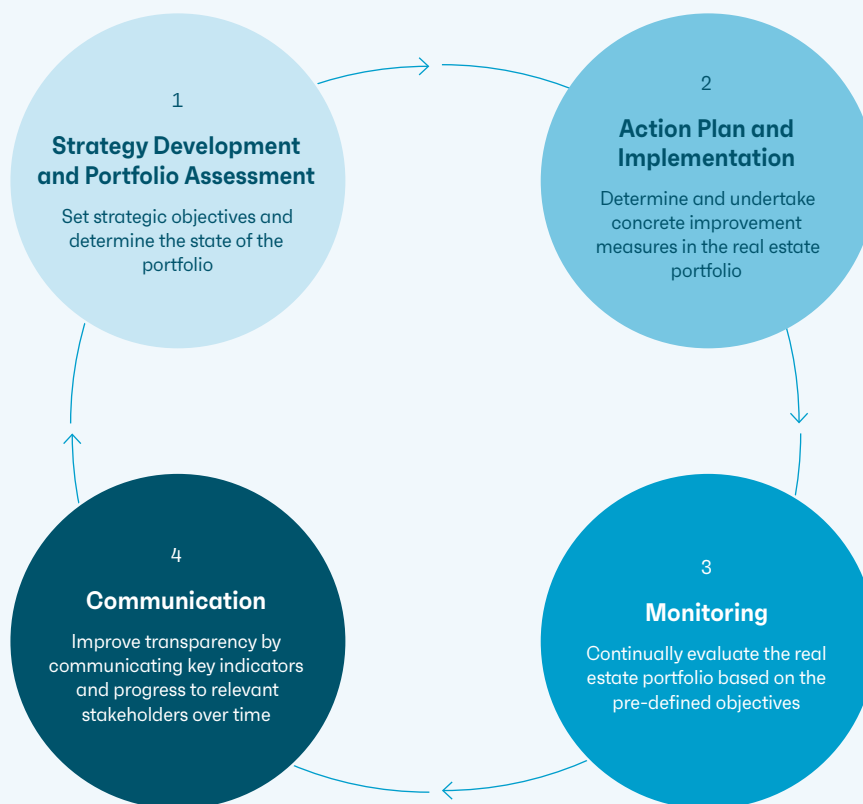 1
Strategy Development
and Portfolio Assessment
Set strategic objectives and
determine the state of the
portfolio
2
Action Plan and
Implementation
Determine and undertake
concrete improvement
measures in the real estate
portfolio
3
Monitoring
Continually evaluate the real
estate portfolio based on the
pre-defined objectives
4
Communication
Improve transparency by
communicating key indicators
and progress to relevant
stakeholders over time